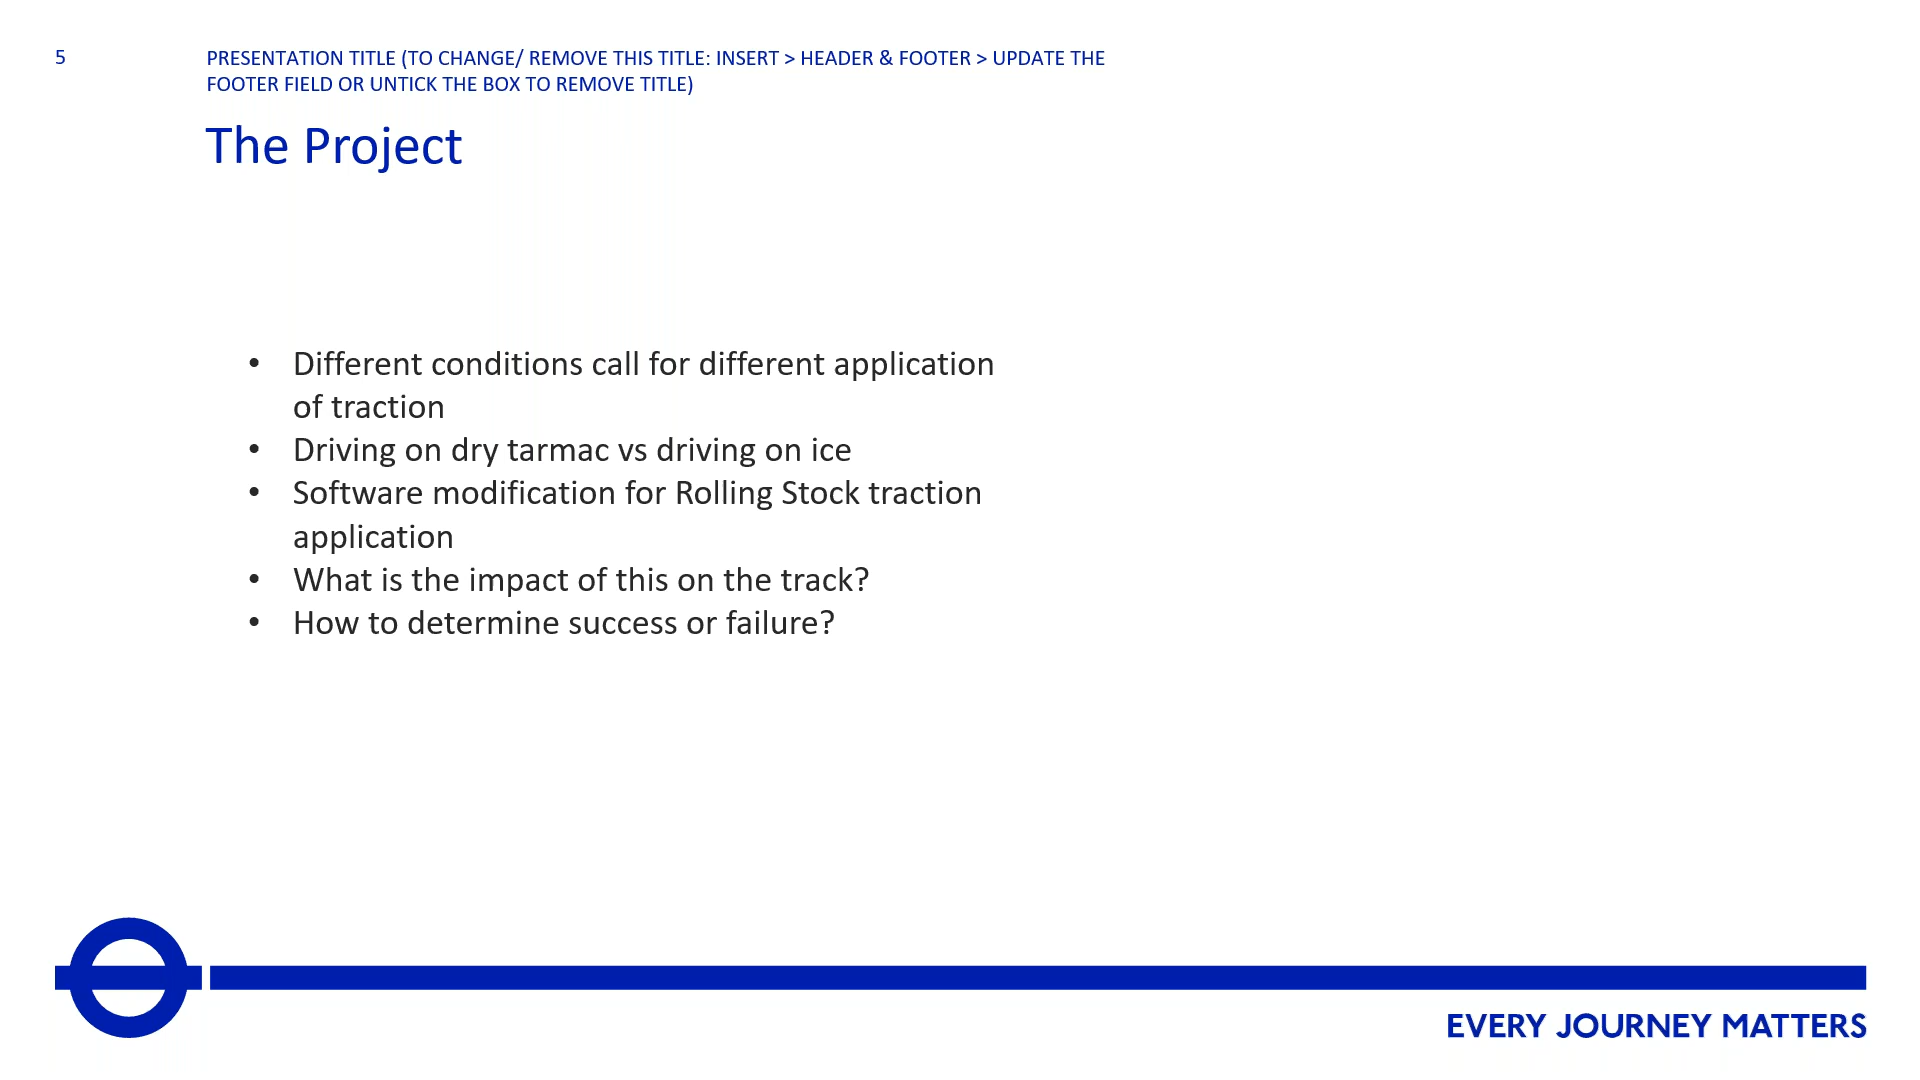 5
PRESENTATION TITLE (TO CHANGE/ REMOVE THIS TITLE: INSERT > HEADER & FOOTER > UPDATE THE
FOOTER FIELD OR UNTICK THE BOX TO REMOVE TITLE)
The Project
• Different conditions call for different application
of traction
• Driving on dry tarmac vs driving on ice
• Software modification for Rolling Stock traction
application
• What is the impact of this on the track?
• How to determine success or failure?
EVERY JOURNEY MATTERS